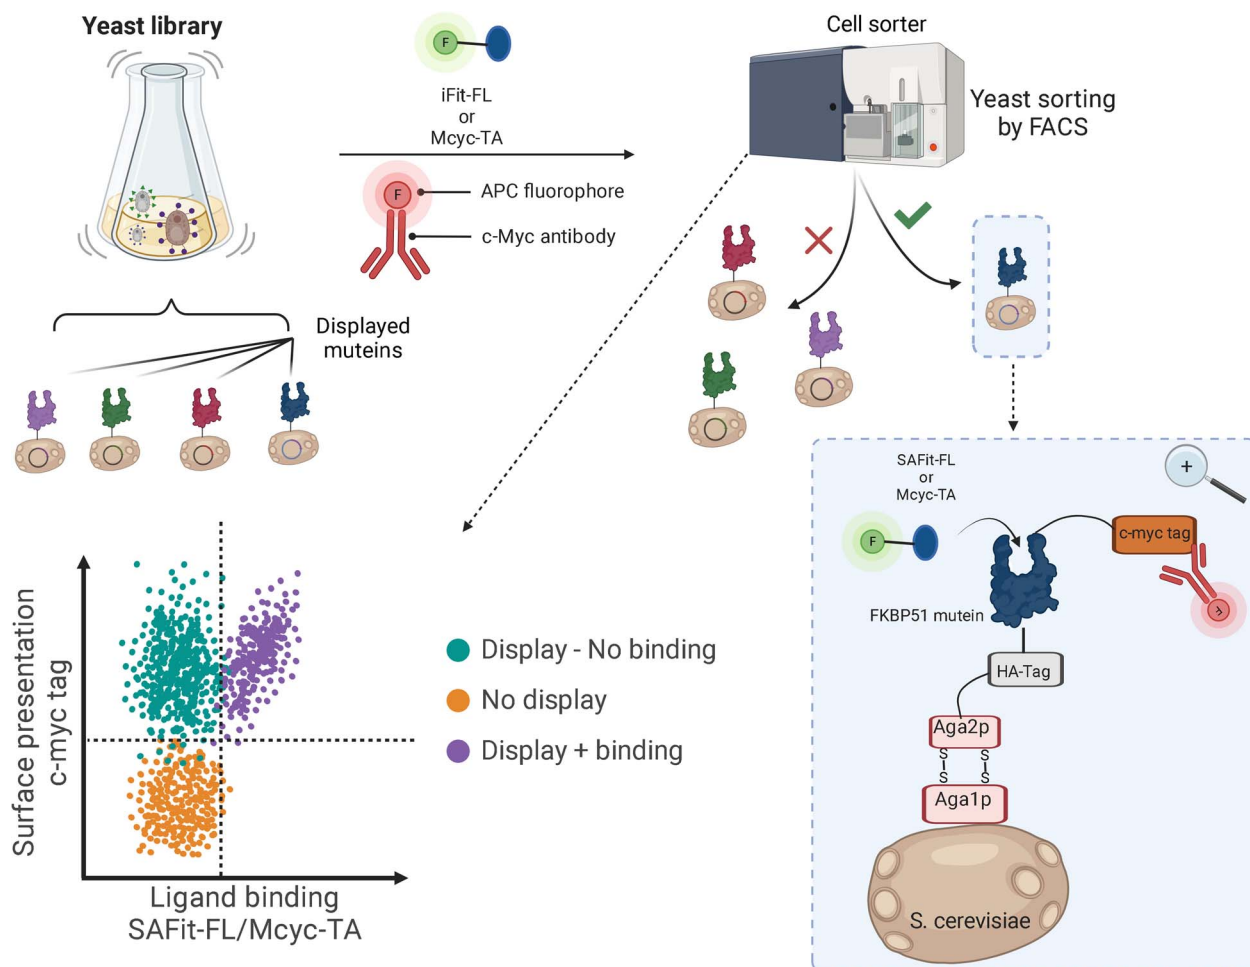 Yeast library
F
iFit-FL
or
Mcyc-TA
F
APC fluorophore
c-Myc antibody
Cell sorter
Yeast sorting
by FACS
Displayed
muteins
Surface presentation
c-myc tag
Ligand binding
SAFit-FL/Mcyc-TA
Display - No binding
No display
Display + binding
SAFit-FL
or
Mcyc-TA
+
F
c-myc tag
F
FKBP51 mutein
HA-Tag
Aga2p
S S
S S
Aga1p
S. cerevisiae